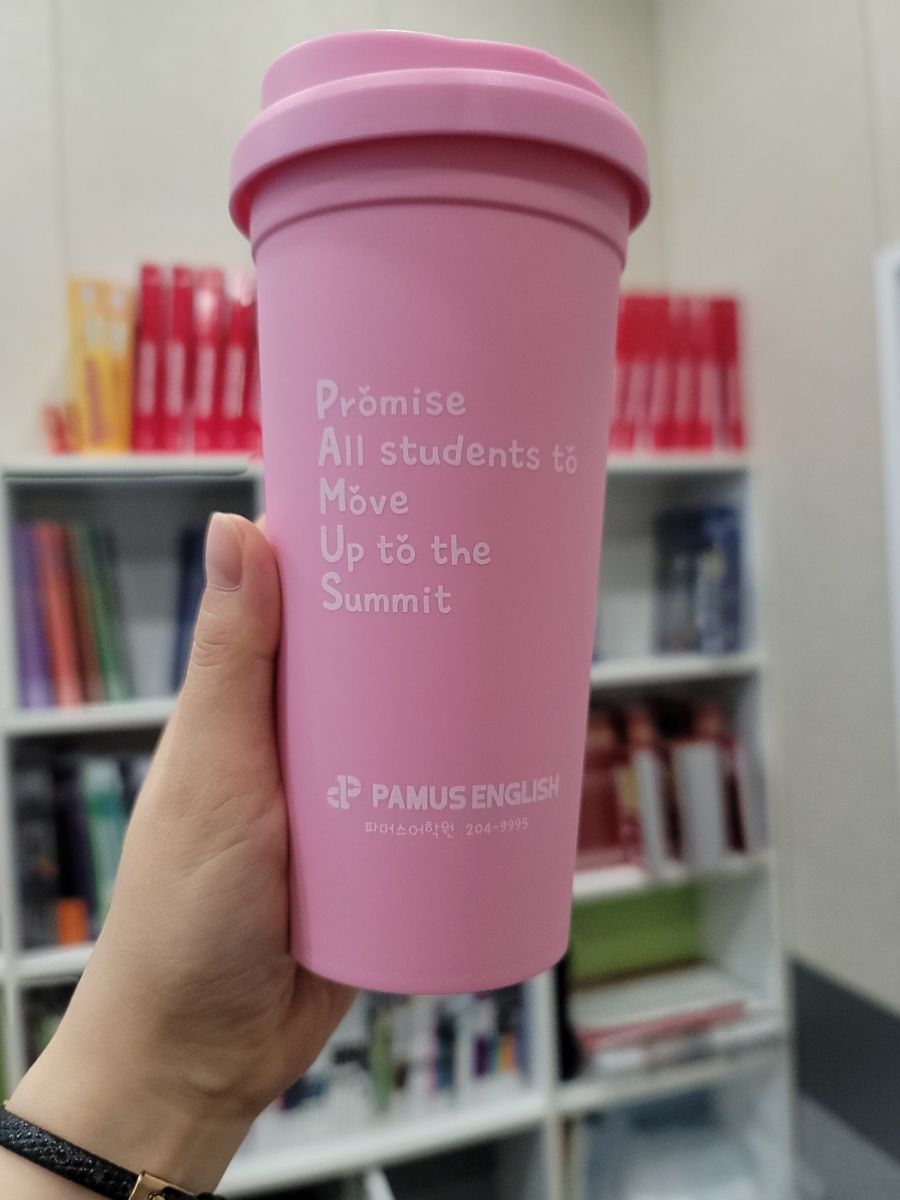 Promise
All students to
Move
Up to the
Summit
PAMUS ENGLISH
파머스어학원 204-9995